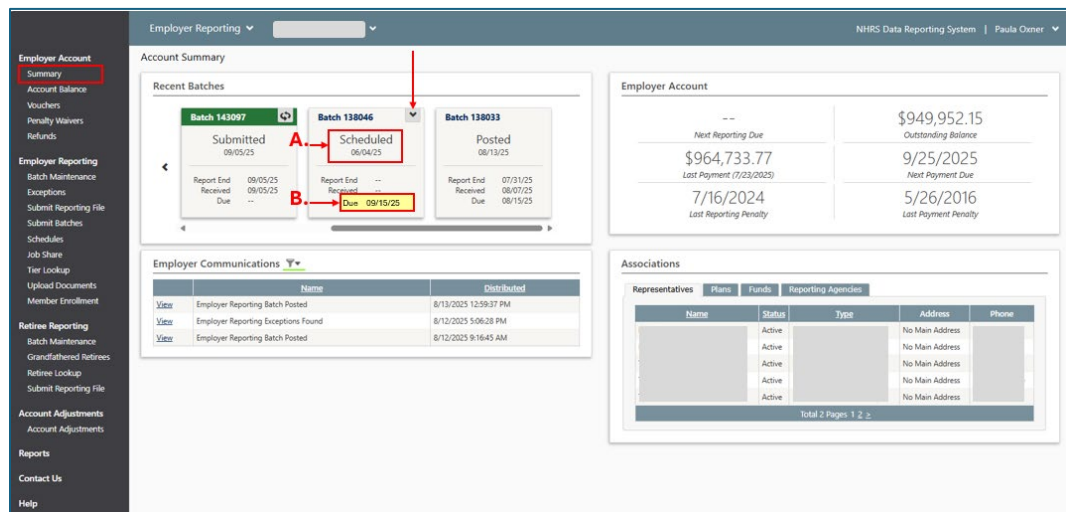 Employer Reporting
NHRS Data Reporting System | Paula Oxner
Employer Account
Summary
Account Balance
Vouchers
Penalty Waivers
Refunds
Employer Reporting
Batch Maintenance
Exceptions
Submit Reporting File
Submit Batches
Schedules
Job Share
Tier Lookup
Upload Documents
Member Enrollment
Retiree Reporting
Batch Maintenance
Grandfathered Retirees
Retiree Lookup
Submit Reporting File
Account Adjustments
Account Adjustments
Reports
Contact Us
Help
Account Summary
Recent Batches
Batch 143097
Submitted
09/05/25
Report End 09/05/25
Received 09/05/25
Due --
A.
B.
Batch 138046
Scheduled
06/04/25
Report End --
Received --
Due 09/15/25
Batch 138033
Posted
08/13/25
Report End 07/31/25
Received 08/07/25
Due 08/15/25
Employer Account
--
Next Reporting Due
$949,952.15
Outstanding Balance
$964,733.77
Last Payment (7/23/2025)
9/25/2025
Next Payment Due
7/16/2024
Last Reporting Penalty
5/26/2016
Last Payment Penalty
Employer Communications
Name Distributed
View Employer Reporting Batch Posted 8/13/2025 12:59:37 PM
View Employer Reporting Exceptions Found 8/12/2025 5:06:28 PM
View Employer Reporting Batch Posted 8/12/2025 9:16:45 AM
Associations
Representatives Plans Funds Reporting Agencies
Name Status Type Address Phone
Active No Main Address
Active No Main Address
Active No Main Address
Active No Main Address
Active No Main Address
Total 2 Pages 1 2 >